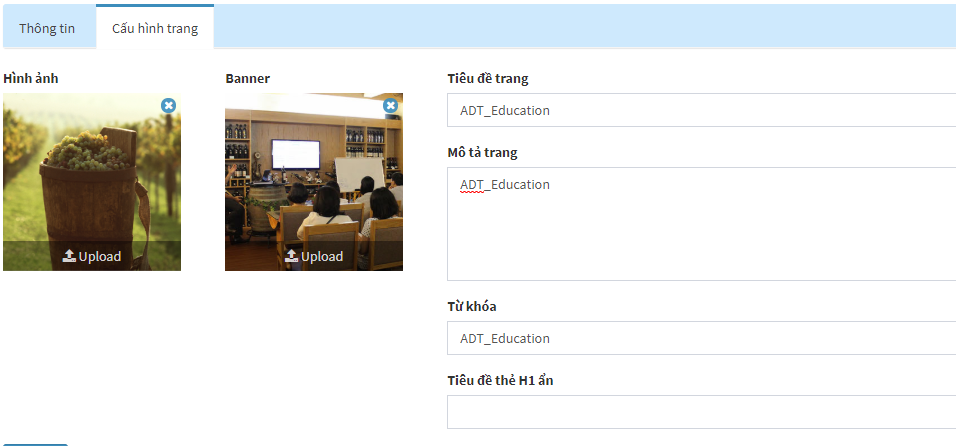 Thông tin
Cấu hình trang
Hình ảnh
Banner
Tiêu đề trang
ADT_Education
Mô tả trang
ADT_Education
Upload
Upload
Từ khóa
ADT_Education
Tiêu đề thẻ H1 ẩn